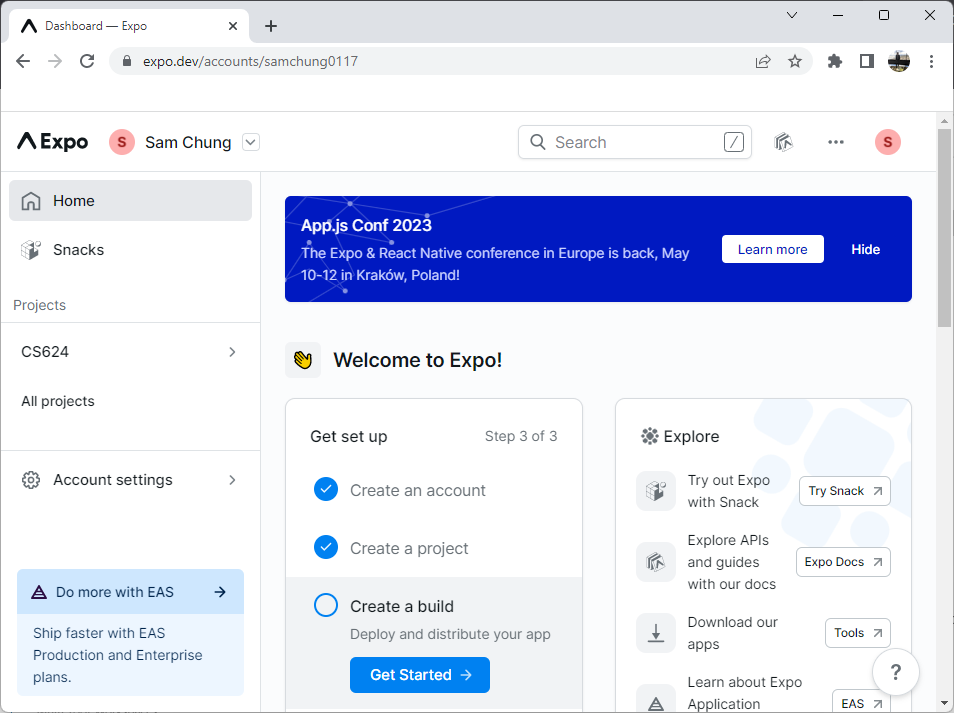 Dashboard — Expo
expo.dev/accounts/samchung0117
Expo
S
Sam Chung
Search
/
S
Home
Snacks
Projects
CS624
All projects
Account settings
Do more with EAS
Ship faster with EAS
Production and Enterprise
plans.
App.js Conf 2023
The Expo & React Native conference in Europe is back, May
10-12 in Kraków, Poland!
Learn more
Hide
Welcome to Expo!
Get set up
Step 3 of 3
Create an account
Create a project
Create a build
Deploy and distribute your app
Get Started
Explore
Try out Expo
with Snack
Try Snack
Explore APIs
and guides
with our docs
Expo Docs
Download our
apps
Tools
Learn about Expo
Application
EAS
?